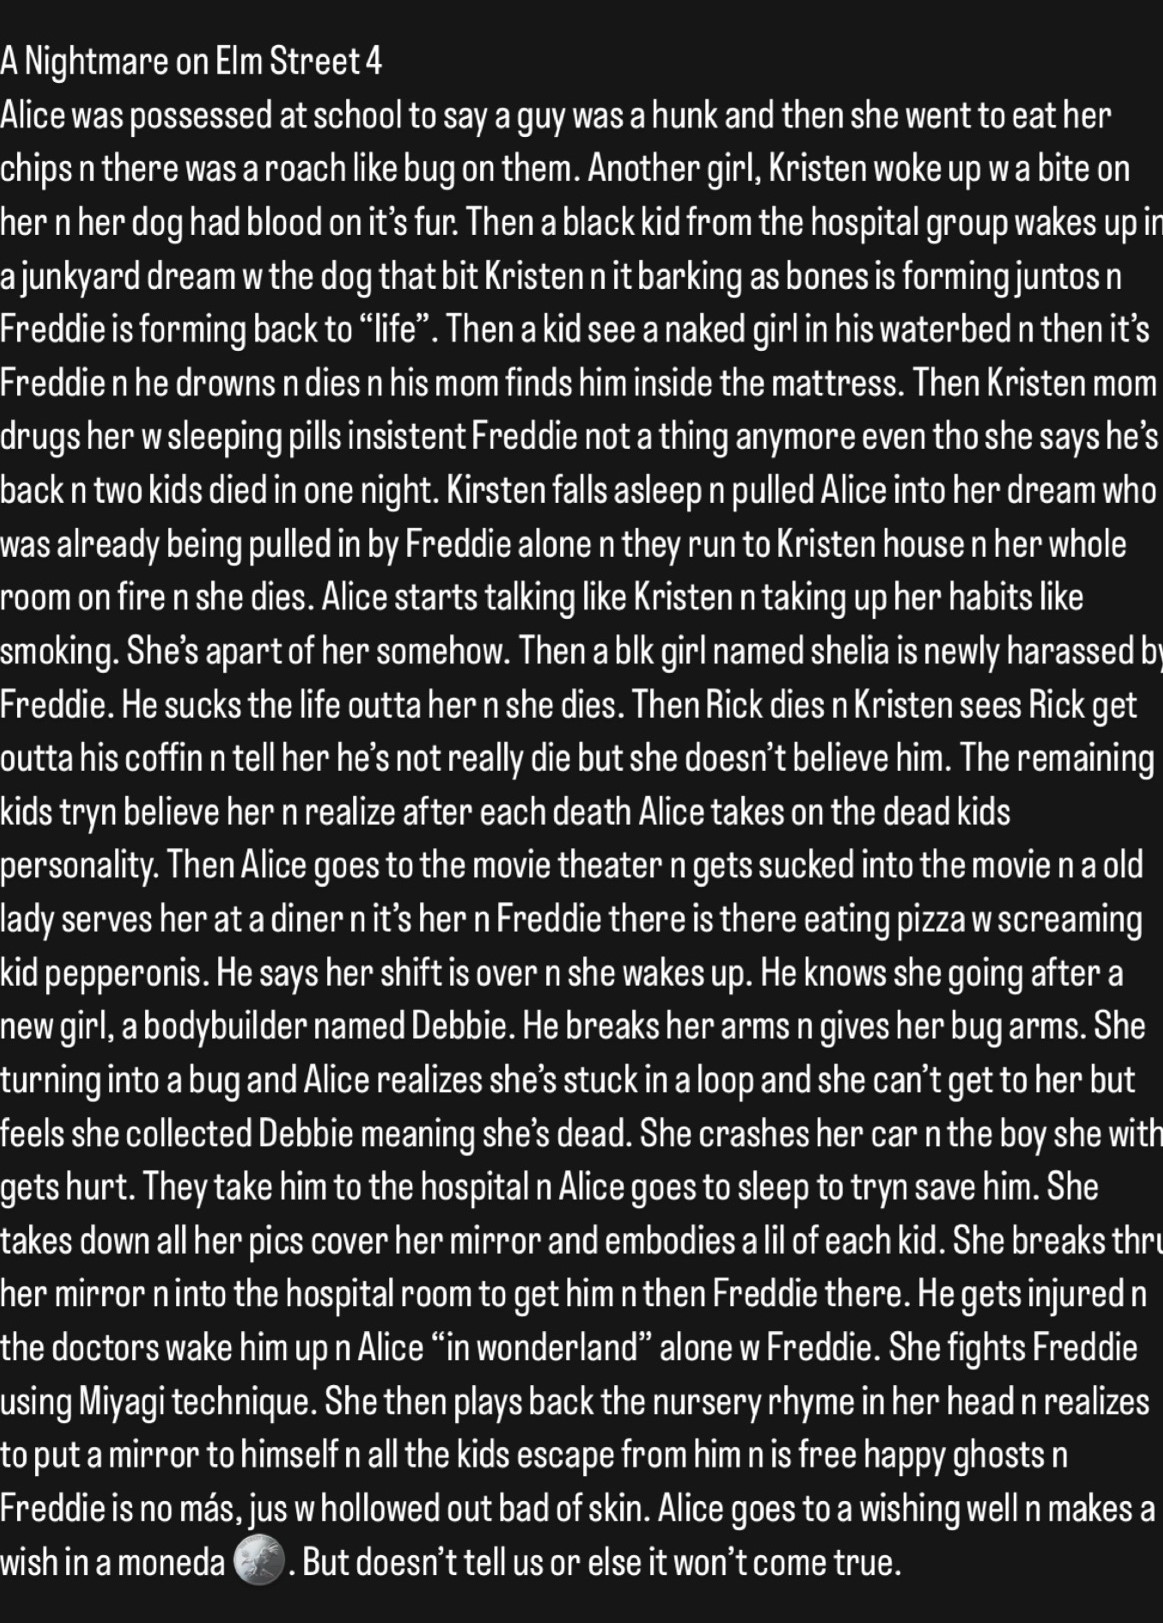 A Nightmare on Elm Street 4
Alice was possessed at school to say a guy was a hunk and then she went to eat her
chips n there was a roach like bug on them. Another girl, Kristen woke up w a bite on
her n her dog had blood on it’s fur. Then a black kid from the hospital group wakes up in
a junkyard dream w the dog that bit Kristen n it barking as bones is forming juntos n
Freddie is forming back to “life”. Then a kid see a naked girl in his waterbed n then it’s
Freddie n he drowns n dies n his mom finds him inside the mattress. Then Kristen mom
drugs her w sleeping pills insistent Freddie not a thing anymore even tho she says he’s
back n two kids died in one night. Kirsten falls asleep n pulled Alice into her dream who
was already being pulled in by Freddie alone n they run to Kristen house n her whole
room on fire n she dies. Alice starts talking like Kristen n taking up her habits like
smoking. She’s apart of her somehow. Then a blk girl named shelia is newly harassed by
Freddie. He sucks the life outta her n she dies. Then Rick dies n Kristen sees Rick get
outta his coffin n tell her he’s not really die but she doesn’t believe him. The remaining
kids tryn believe her n realize after each death Alice takes on the dead kids
personality. Then Alice goes to the movie theater n gets sucked into the movie n a old
lady serves her at a diner n it’s her n Freddie there is there eating pizza w screaming
kid pepperonis. He says her shift is over n she wakes up. He knows she going after a
new girl, a bodybuilder named Debbie. He breaks her arms n gives her bug arms. She
turning into a bug and Alice realizes she’s stuck in a loop and she can’t get to her but
feels she collected Debbie meaning she’s dead. She crashes her car n the boy she with
gets hurt. They take him to the hospital n Alice goes to sleep to tryn save him. She
takes down all her pics cover her mirror and embodies a lil of each kid. She breaks thru
her mirror n into the hospital room to get him n then Freddie there. He gets injured n
the doctors wake him up n Alice “in wonderland” alone w Freddie. She fights Freddie
using Miyagi technique. She then plays back the nursery rhyme in her head n realizes
to put a mirror to himself n all the kids escape from him n is free happy ghosts n
Freddie is no más, jus w hollowed out bad of skin. Alice goes to a wishing well n makes a
wish in a moneda 🪙. But doesn’t tell us or else it won’t come true.